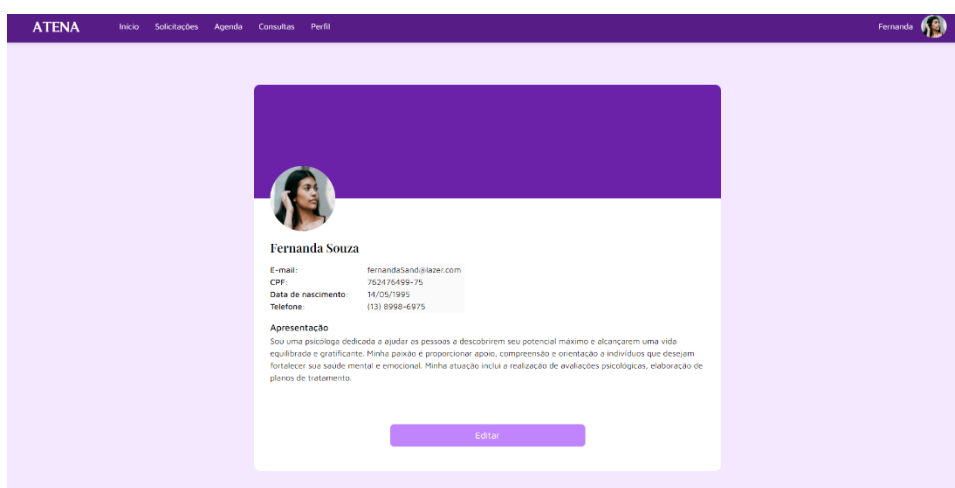 ATENA Início Solicitações Agenda Consultas Perfil Fernanda
Fernanda Souza
E-mail: fernandaSand@lazer.com
CPF: 762476499-75
Data de nascimento: 14/05/1995
Telefone: (13) 8998-6975
Apresentação
Sou uma psicóloga dedicada a ajudar as pessoas a descobrirem seu potencial máximo e alcançarem uma vida
equilibrada e gratificante. Minha paixão é proporcionar apoio, compreensão e orientação a indivíduos que desejam
fortalecer sua saúde mental e emocional. Minha atuação inclui a realização de avaliações psicológicas, elaboração de
planos de tratamento.
Editar